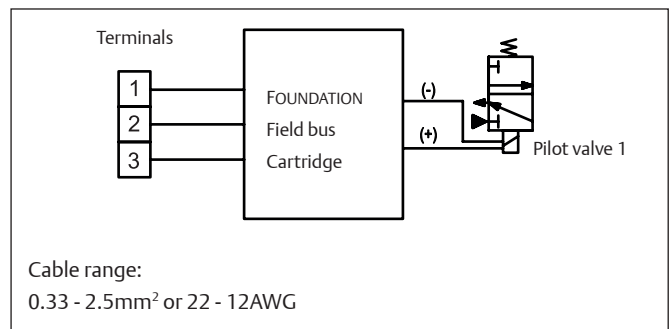 Terminals
1
2
3
FOUNDATION
Field bus
Cartridge
(-)
(+)
Pilot valve 1
Cable range:
0.33 - 2.5mm² or 22 - 12AWG